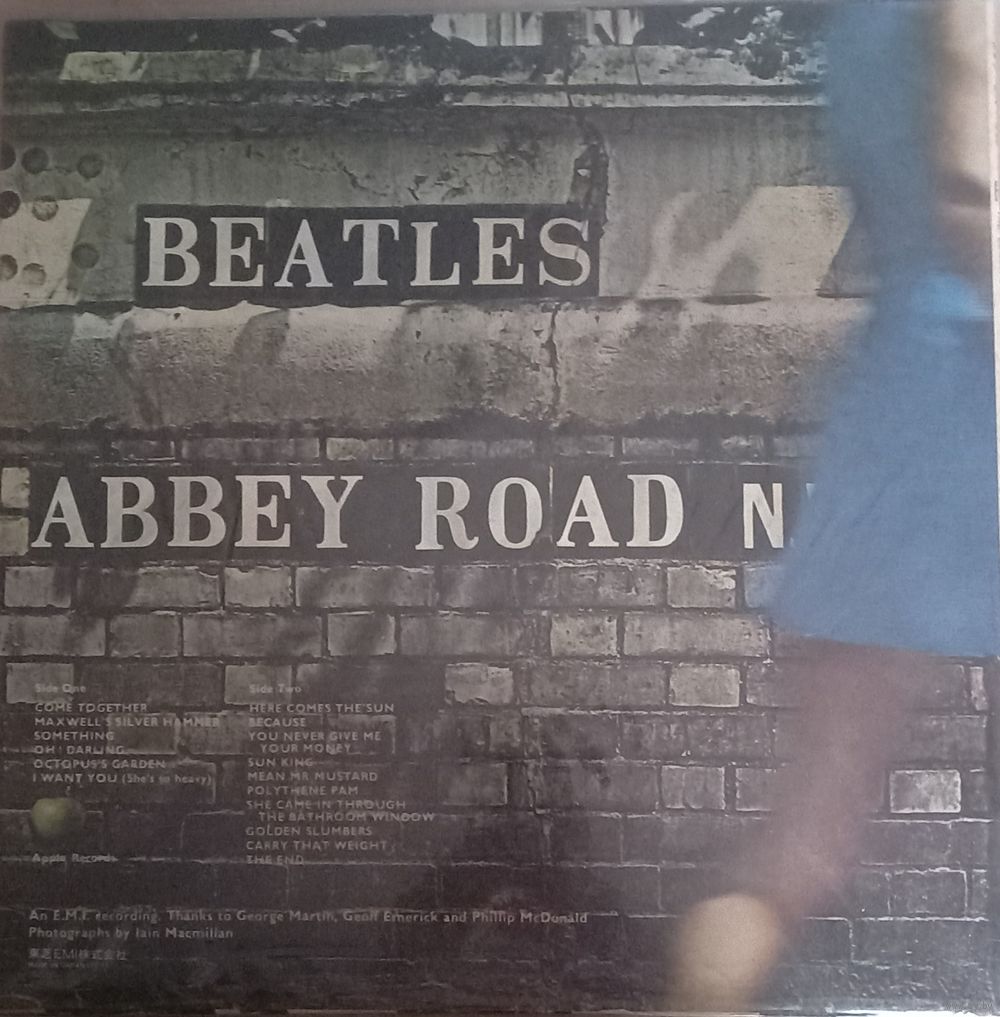 BEATLES
ABBEY ROAD N
Side One
COME TOGETHER
MAXWELL'S SILVER HAMMER
SOMETHING
OH! DARLING
OCTOPUS'S GARDEN
I WANT YOU (She's so heavy)
Apple Records
Side Two
HERE COMES THE SUN
BECAUSE
YOU NEVER GIVE ME
YOUR MONEY
SUN KING
MEAN MR MUSTARD
POLYTHENE PAM
SHE CAME IN THROUGH
THE BATHROOM WINDOW
GOLDEN SLUMBERS
CARRY THAT WEIGHT
THE END
An E.M.I. recording. Thanks to George Martin, Geoff Emerick and Phillip McDonald
Photographs by Iain Macmillan
東芝EMI株式会社
MADE IN JAPAN